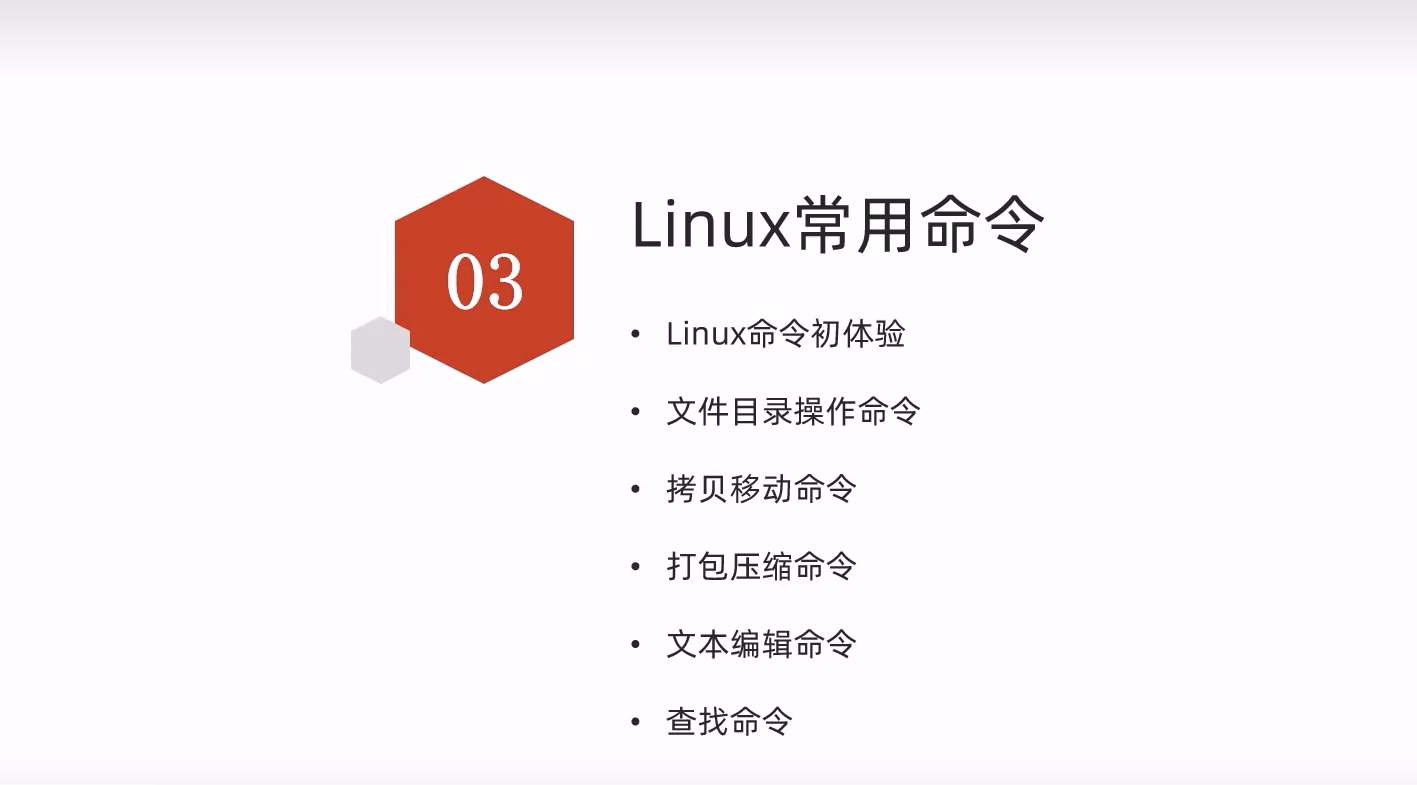 03
Linux常用命令
• Linux命令初体验
• 文件目录操作命令
• 拷贝移动命令
• 打包压缩命令
• 文本编辑命令
• 查找命令